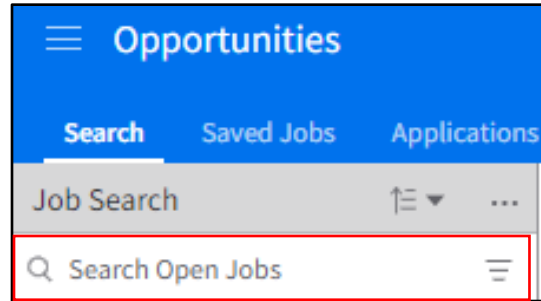 Opportunities
Search Saved Jobs Applications
Job Search
Search Open Jobs